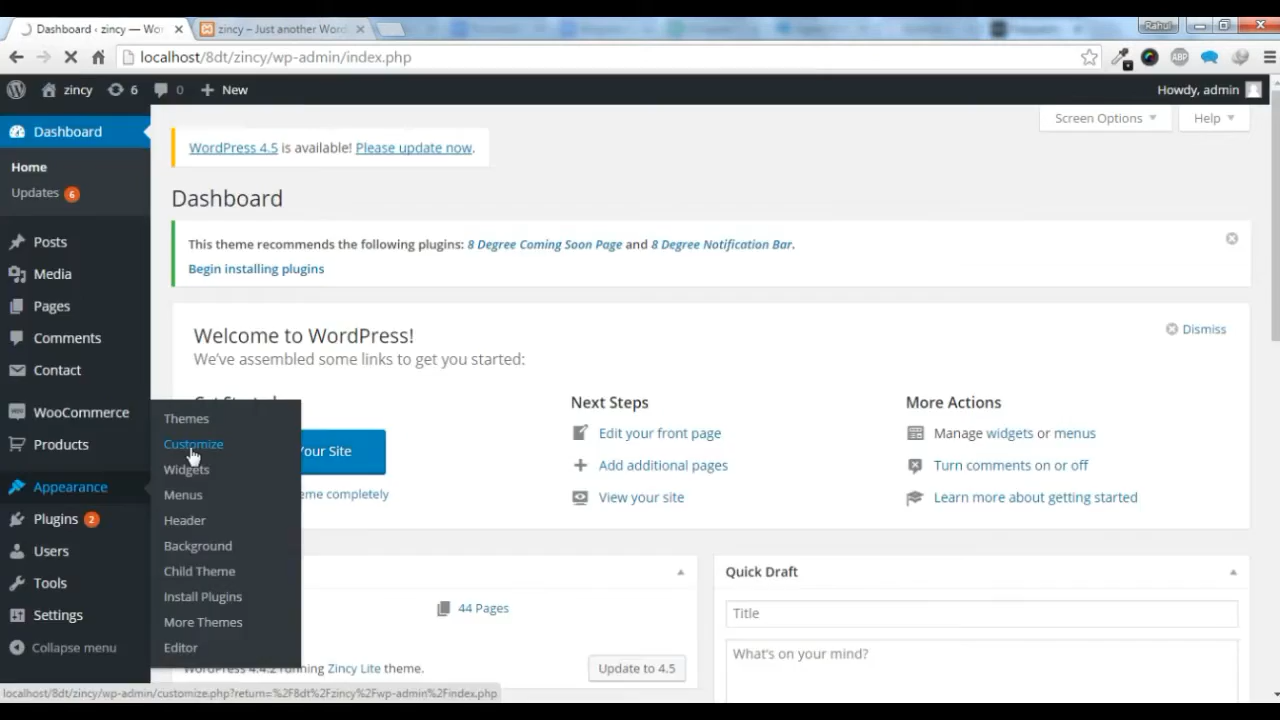 Dashboard ‹ zincy — Wor
zincy – Just another Word
Rahul
localhost/8dt/zincy/wp-admin/index.php
ABP
zincy 6 0 New
Howdy, admin
Dashboard
Home
Updates 6
Posts
Media
Pages
Comments
Contact
WooCommerce
Products
Appearance
Plugins 2
Users
Tools
Settings
Collapse menu
Themes
Customize
Widgets
Menus
Header
Background
Child Theme
Install Plugins
More Themes
Editor
Screen Options
Help
WordPress 4.5 is available! Please update now.
Dashboard
This theme recommends the following plugins: 8 Degree Coming Soon Page and 8 Degree Notification Bar.
Begin installing plugins
Welcome to WordPress!
Dismiss
We've assembled some links to get you started:
Your Site
eme completely
Next Steps
Edit your front page
Add additional pages
View your site
More Actions
Manage widgets or menus
Turn comments on or off
Learn more about getting started
44 Pages
WordPress 4.4.2 running Zincy Lite theme.
Update to 4.5
Quick Draft
Title
What's on your mind?
localhost/8dt/zincy/wp-admin/customize.php?return=%2F8dt%2Fzincy%2Fwp-admin%2Findex.php